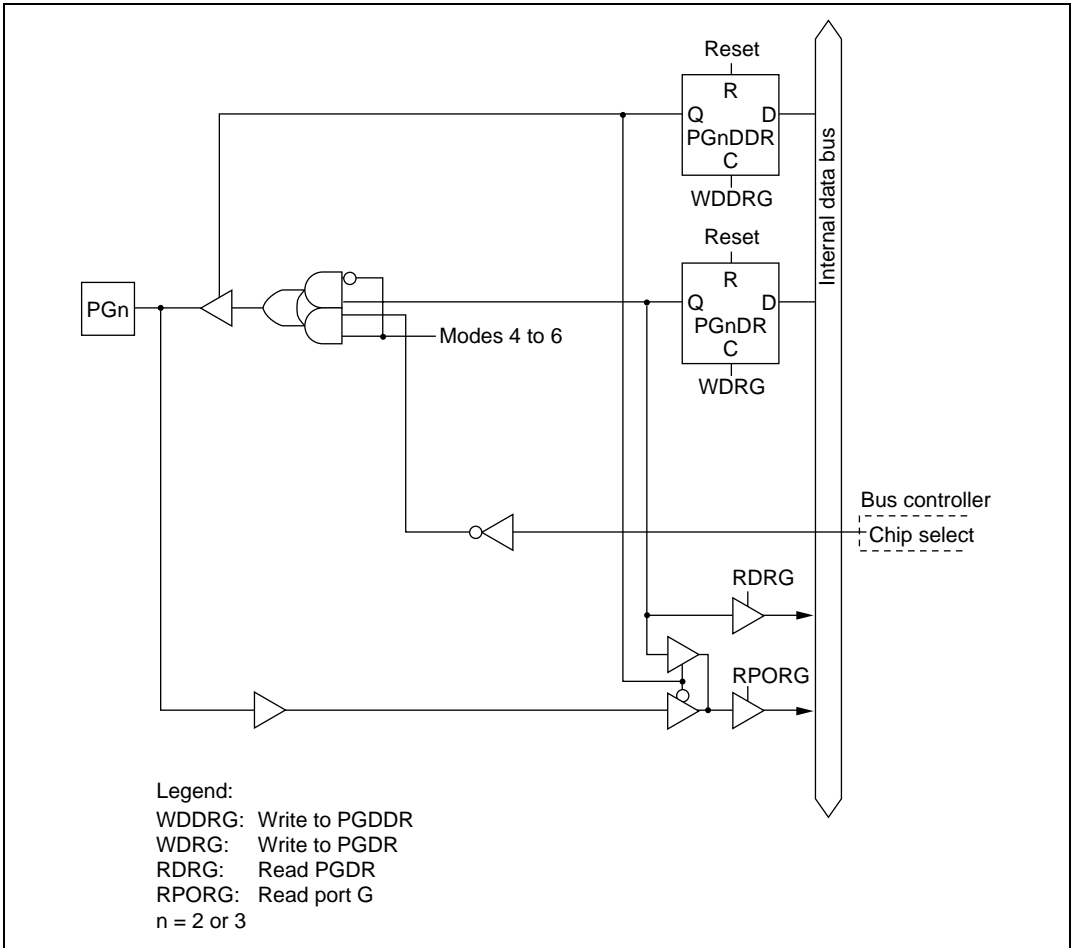 Reset
R
Q D
PGnDDR
C
WDDRG
Internal data bus
Reset
R
Q D
PGnDR
C
WDRG
PGn
Modes 4 to 6
Bus controller
Chip select
RDRG
RPORG
Legend:
WDDRG: Write to PGDDR
WDRG: Write to PGDR
RDRG: Read PGDR
RPORG: Read port G
n = 2 or 3